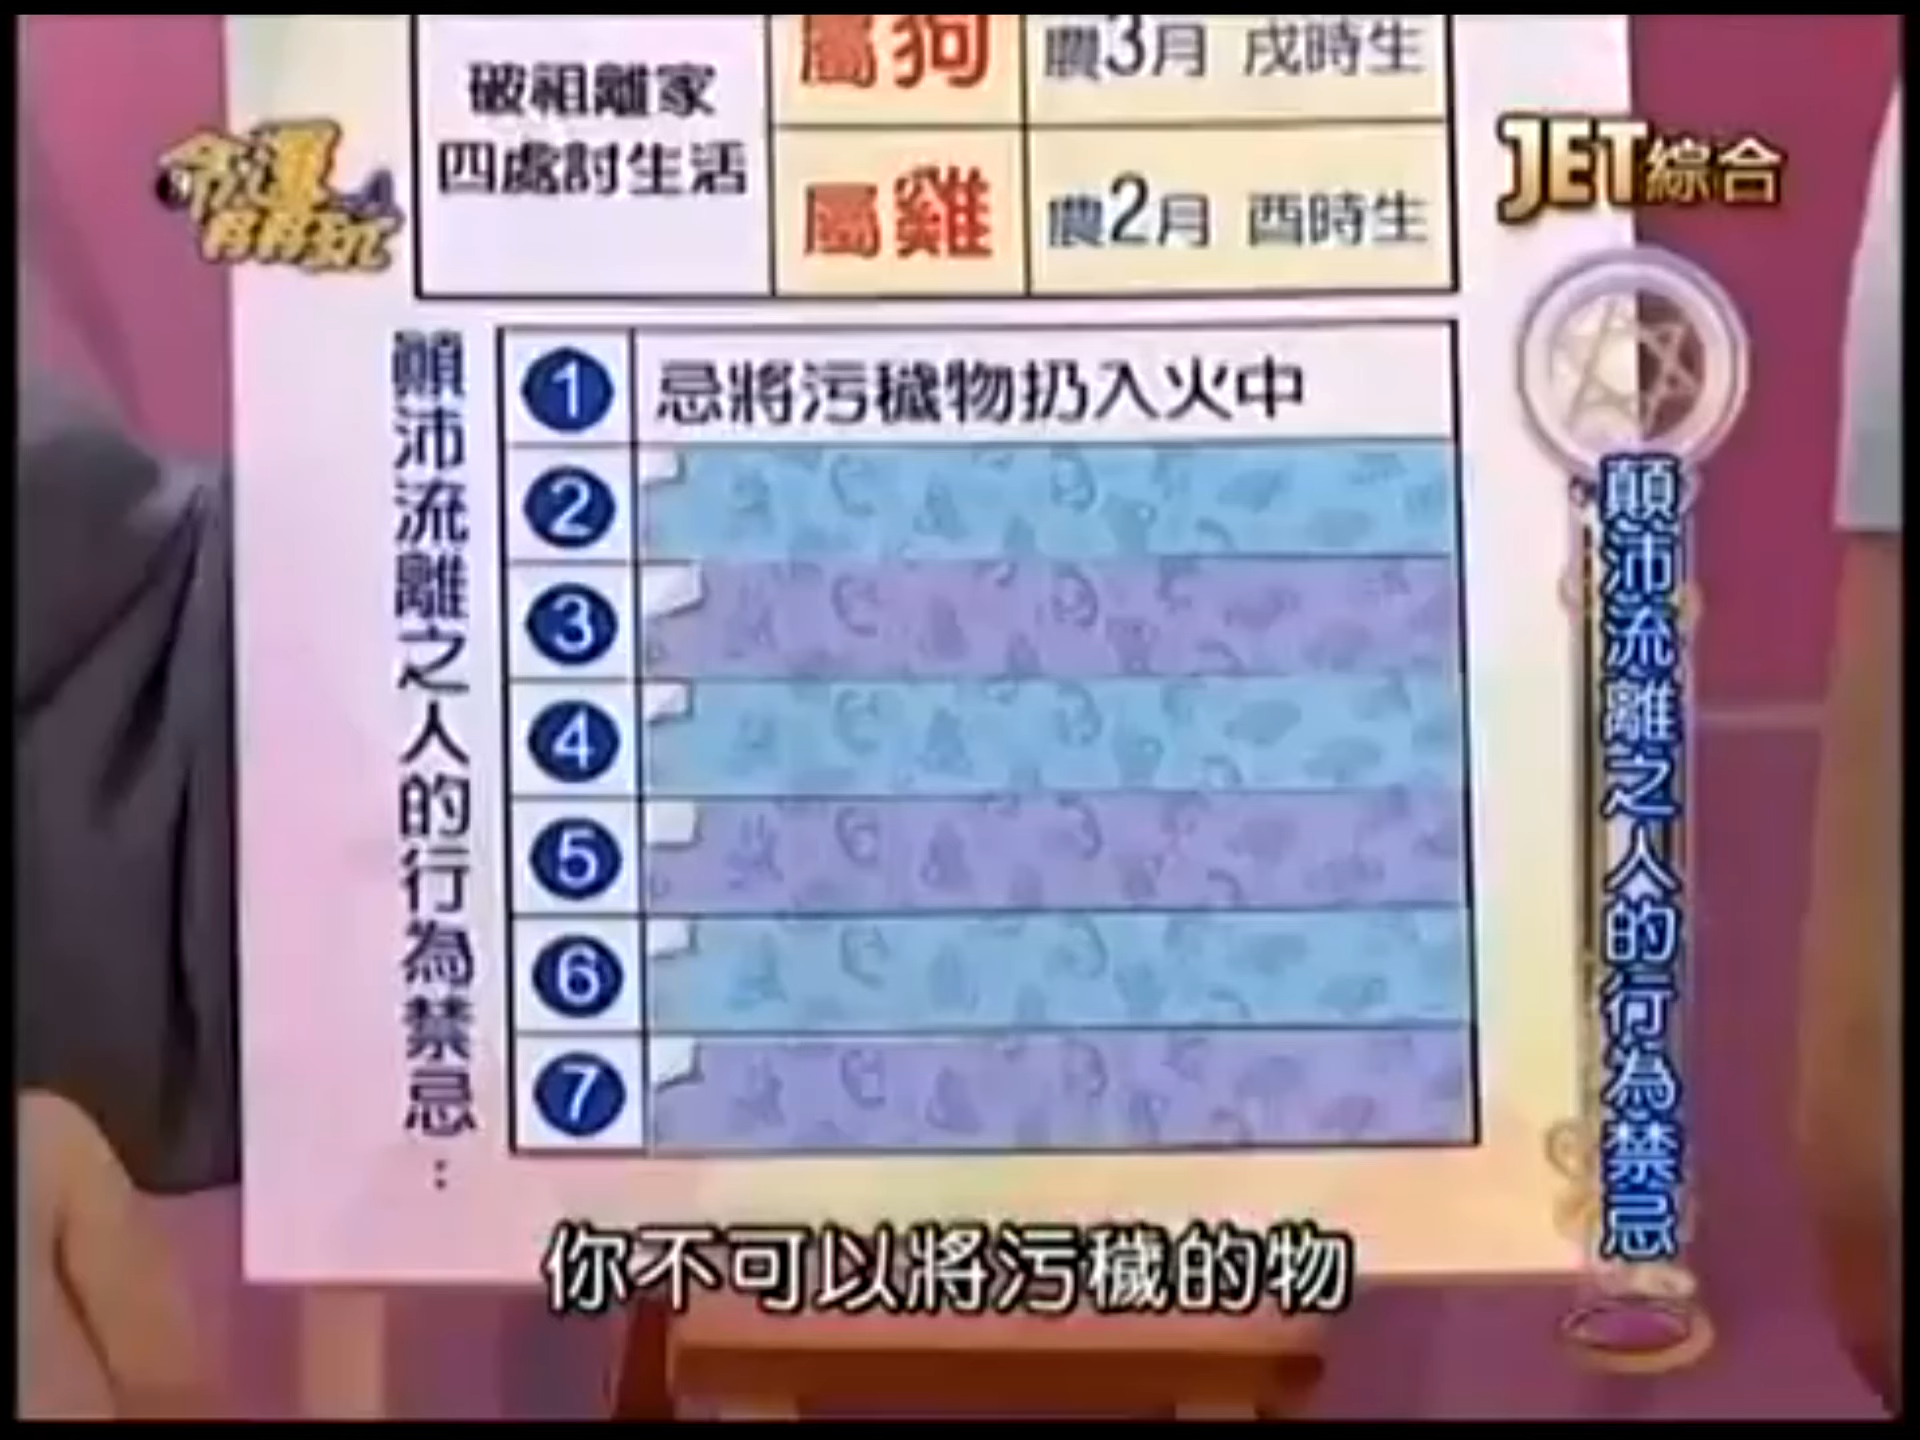 破祖離家
四處討生活
屬狗
農3月 戌時生
屬雞
農2月 酉時生
JET綜合
顛沛流離之人的行為禁忌：
1 忌將污穢物扔入火中
2
3
4
5
6
7
顛沛流離之人的行為禁忌
你不可以將污穢的物